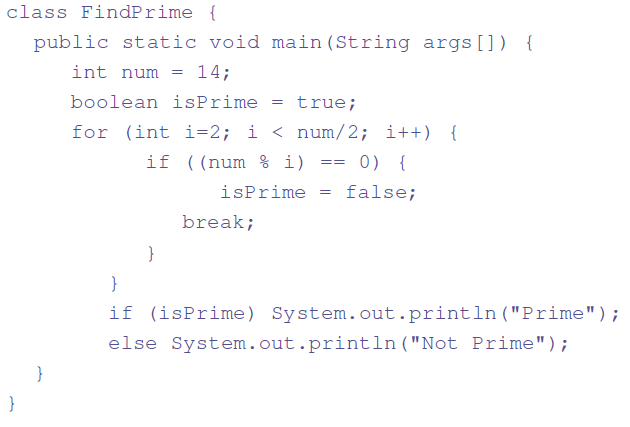 class FindPrime {
public static void main(String args[]) {
int num = 14;
boolean isPrime = true;
for (int i=2; i < num/2; i++) {
if ((num % i) == 0) {
isPrime = false;
break;
}
}
if (isPrime) System.out.println("Prime");
else System.out.println("Not Prime");
}
}